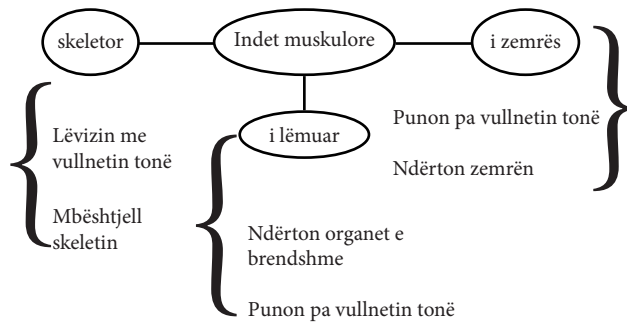 skeletor
Indet muskulore
i zemrës
Lëvizin me
vullnetin tonë
Mbështjell
skeletin
i lëmuar
Ndërton organet e
brendshme
Punon pa vullnetin tonë
Punon pa vullnetin tonë
Ndërton zemrën